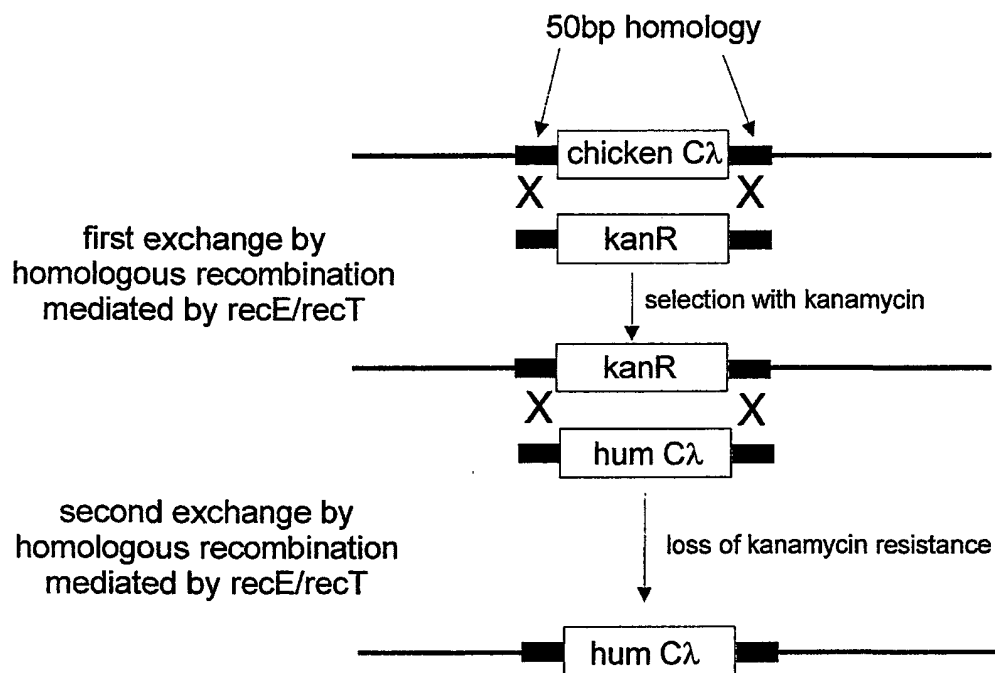 50bp homology
chicken Cλ
X X
kanR
first exchange by
homologous recombination
mediated by recE/recT
selection with kanamycin
kanR
X X
hum Cλ
second exchange by
homologous recombination
mediated by recE/recT
loss of kanamycin resistance
hum Cλ